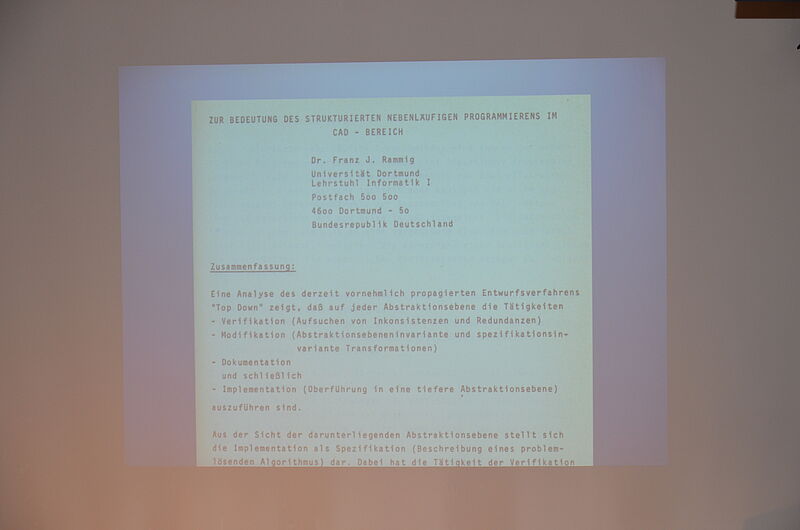 ZUR BEDEUTUNG DES STRUKTURIERTEN NEBENLÄUFIGEN PROGRAMMIERENS IM
CAD - BEREICH
Dr. Franz J. Rammig
Universität Dortmund
Lehrstuhl Informatik I
Postfach 5oo 5oo
46oo Dortmund - 5o
Bundesrepublik Deutschland
Zusammenfassung:
Eine Analyse des derzeit vornehmlich propagierten Entwurfsverfahrens
"Top Down" zeigt, daß auf jeder Abstraktionsebene die Tätigkeiten
- Verifikation (Aufsuchen von Inkonsistenzen und Redundanzen)
- Modifikation (Abstraktionsebeneninvariante und spezifikationsin-
variante Transformationen)
- Dokumentation
und schließlich
- Implementation (Oberführung in eine tiefere Abstraktionsebene)
auszuführen sind.
Aus der Sicht der darunterliegenden Abstraktionsebene stellt sich
die Implementation als Spezifikation (Beschreibung eines problem-
lösenden Algorithmus) dar. Dabei hat die Tätigkeit der Verifikation